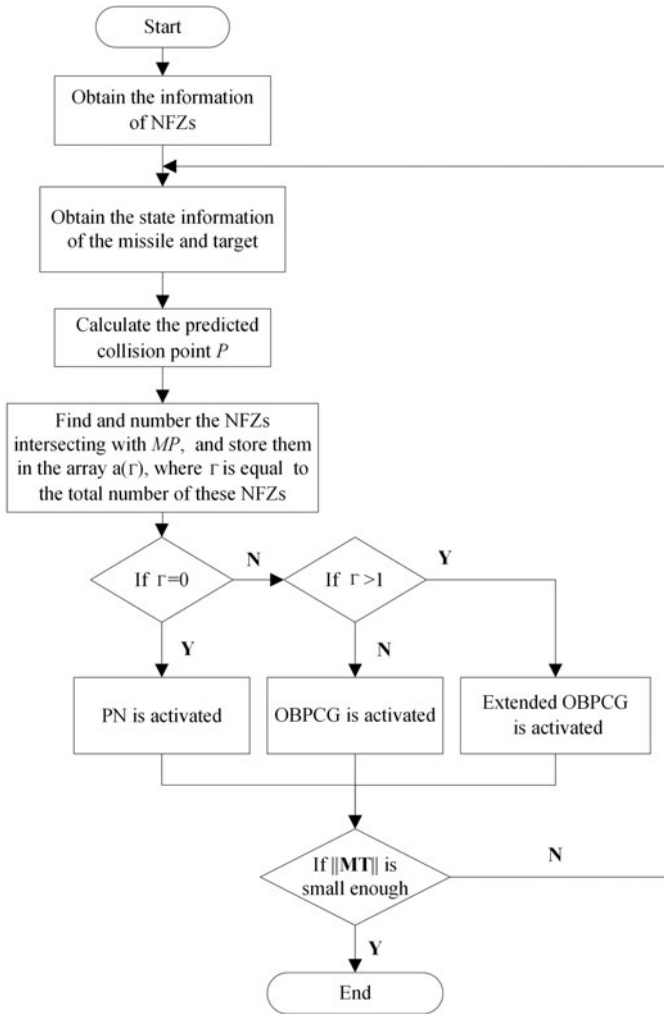 Start
Obtain the information
of NFZs
Obtain the state information
of the missile and target
Calculate the predicted
collision point P
Find and number the NFZs
intersecting with MP, and store them
in the array a(Γ), where Γ is equal to
the total number of these NFZs
If Γ=0
N
If Γ>1
Y
Y
N
PN is activated
OBPCG is activated
Extended OBPCG
is activated
If ||MT|| is
small enough
N
Y
End